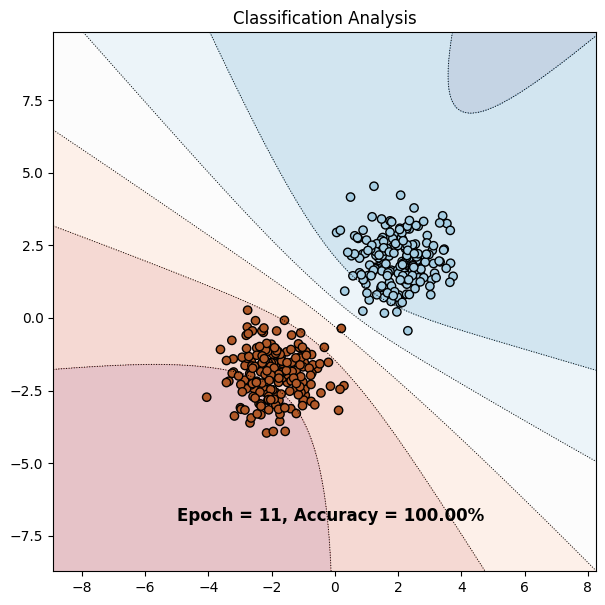 Classification Analysis
7.5
5.0
2.5
0.0
−2.5
−5.0
−7.5
Epoch = 11, Accuracy = 100.00%
−8 −6 −4 −2 0 2 4 6 8